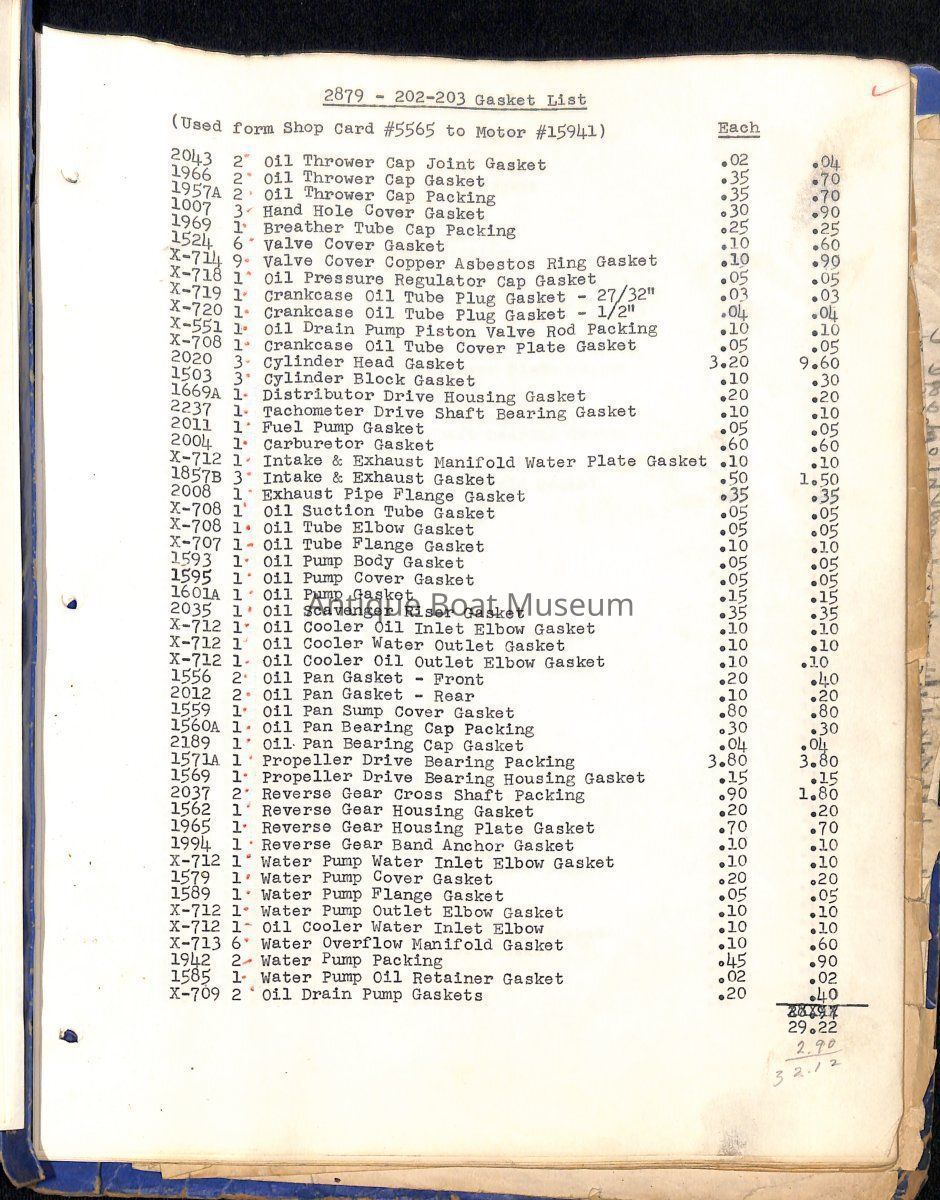 2879 - 202-203 Gasket List
(Used form Shop Card #5565 to Motor #15941) Each
2043 2 Oil Thrower Cap Joint Gasket .02 .04
1966 2 Oil Thrower Cap Gasket .35 .70
1957A 2 Oil Thrower Cap Packing .35 .70
1007 3 Hand Hole Cover Gasket .30 .90
1969 1 Breather Tube Cap Packing .25 .25
1524 6 Valve Cover Gasket .10 .60
X-714 9 Valve Cover Copper Asbestos Ring Gasket .10 .90
X-718 1 Oil Pressure Regulator Cap Gasket .05 .05
X-719 1 Crankcase Oil Tube Plug Gasket - 27/32" .03 .03
X-720 1 Crankcase Oil Tube Plug Gasket - 1/2" .04 .04
X-551 1 Oil Drain Pump Piston Valve Rod Packing .10 .10
X-708 1 Crankcase Oil Tube Cover Plate Gasket .05 .05
2020 3 Cylinder Head Gasket 3.20 9.60
1503 3 Cylinder Block Gasket .10 .30
1669A 1 Distributor Drive Housing Gasket .20 .20
2237 1 Tachometer Drive Shaft Bearing Gasket .10 .10
2011 1 Fuel Pump Gasket .05 .05
2004 1 Carburetor Gasket .60 .60
X-712 1 Intake & Exhaust Manifold Water Plate Gasket .10 .10
1857B 3 Intake & Exhaust Gasket .50 1.50
2008 1 Exhaust Pipe Flange Gasket .35 .35
X-708 1 Oil Suction Tube Gasket .05 .05
X-708 1 Oil Tube Elbow Gasket .05 .05
X-707 1 Oil Tube Flange Gasket .10 .10
1593 1 Oil Pump Body Gasket .05 .05
1595 1 Oil Pump Cover Gasket .05 .05
1601A 1 Oil Pump Gasket .15 .15
Antique Boat Museum
2035 1 Oil Scavenger Riser Gasket .35 .35
X-712 1 Oil Cooler Oil Inlet Elbow Gasket .10 .10
X-712 1 Oil Cooler Water Outlet Gasket .10 .10
X-712 1 Oil Cooler Oil Outlet Elbow Gasket .10 .10
1556 2 Oil Pan Gasket - Front .20 .40
2012 2 Oil Pan Gasket - Rear .10 .20
1559 1 Oil Pan Sump Cover Gasket .80 .80
1560A 1 Oil Pan Bearing Cap Packing .30 .30
2189 1 Oil Pan Bearing Cap Gasket .04 .04
1571A 1 Propeller Drive Bearing Packing 3.80 3.80
1569 1 Propeller Drive Bearing Housing Gasket .15 .15
2037 2 Reverse Gear Cross Shaft Packing .90 1.80
1562 1 Reverse Gear Housing Gasket .20 .20
1965 1 Reverse Gear Housing Plate Gasket .70 .70
1994 1 Reverse Gear Band Anchor Gasket .10 .10
X-712 1 Water Pump Water Inlet Elbow Gasket .10 .10
1579 1 Water Pump Cover Gasket .20 .20
1589 1 Water Pump Flange Gasket .05 .05
X-712 1 Water Pump Outlet Elbow Gasket .10 .10
X-712 1 Oil Cooler Water Inlet Elbow .10 .10
X-713 6 Water Overflow Manifold Gasket .10 .60
1942 2 Water Pump Packing .45 .90
1585 1 Water Pump Oil Retainer Gasket .02 .02
X-709 2 Oil Drain Pump Gaskets .20 .40
29.22
2.90
32.12